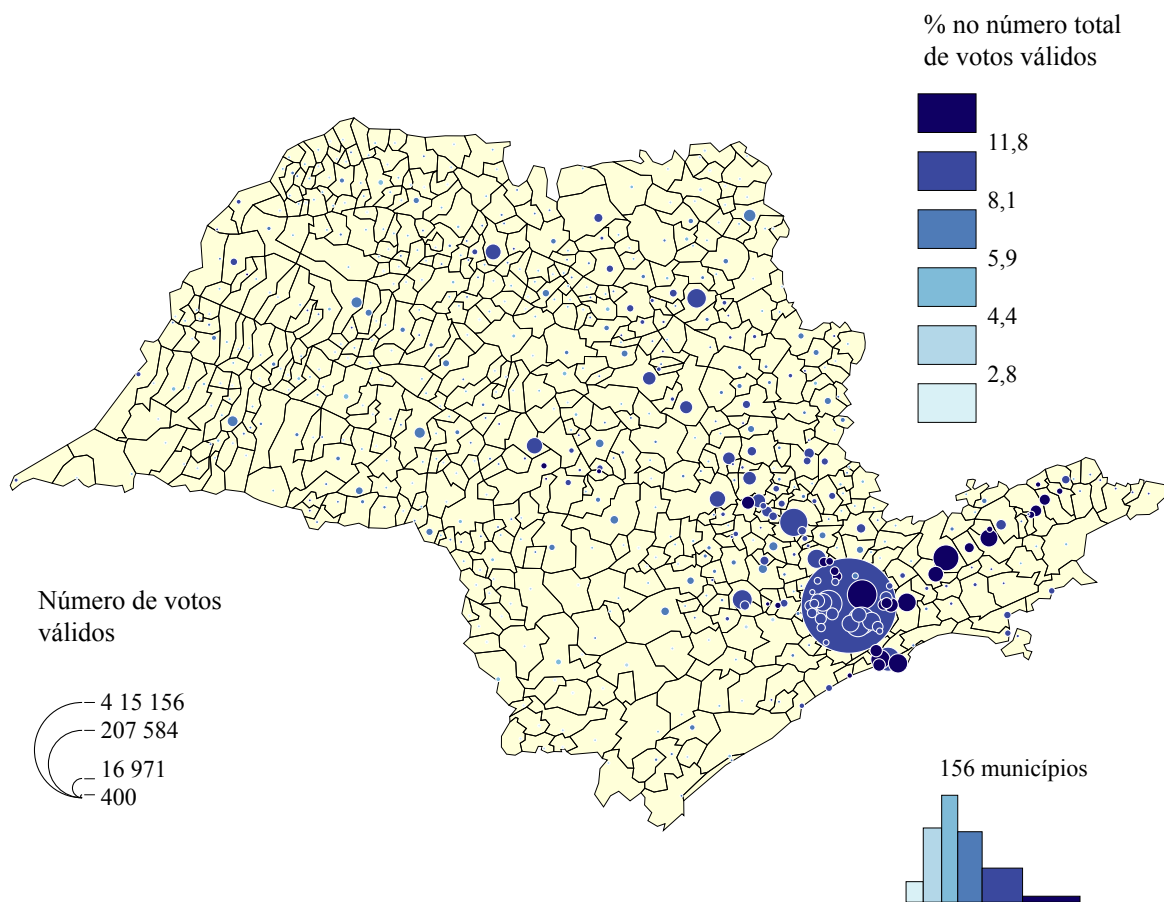 % no número total
de votos válidos
11,8
8,1
5,9
4,4
2,8
Número de votos
válidos
4 15 156
207 584
16 971
400
156 municípios